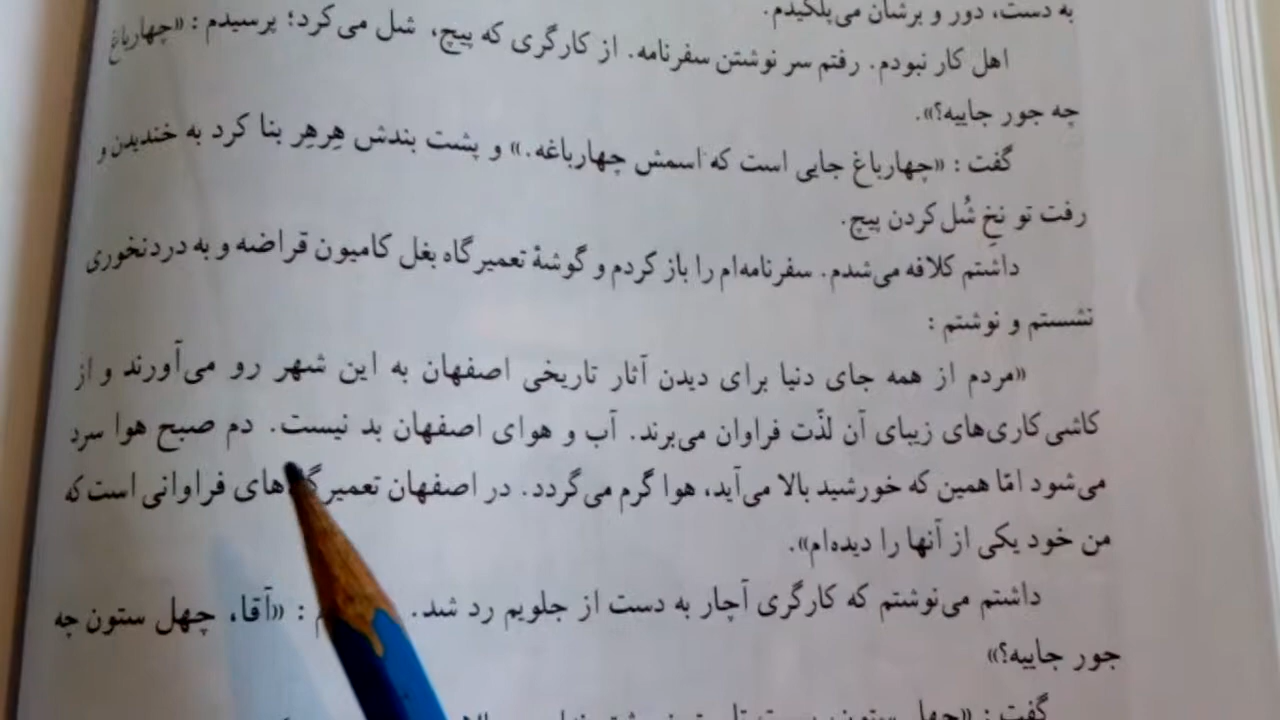 به دست، دور و برشان می‌پلکیدم.
اهل کار نبودم. رفتم سر نوشتن سفرنامه. از کارگری که پیچ، شل می‌کرد؛ پرسیدم : «چهارباغ
چه جور جاییه؟».
گفت : «چهارباغ جایی است که اسمش چهارباغه.» و پشت بندش هِرهِر بنا کرد به خندیدن و
رفت تو نخِ شُل کردن پیچ.
داشتم کلافه می‌شدم. سفرنامه‌ام را باز کردم و گوشهٔ تعمیرگاه بغل کامیون قراضه و به دردنخوری
نشستم و نوشتم :
«مردم از همه جای دنیا برای دیدن آثار تاریخی اصفهان به این شهر رو می‌آورند و از
کاشی‌کاری‌های زیبای آن لذّت فراوان می‌برند. آب و هوای اصفهان بد نیست. دم صبح هوا سرد
می‌شود امّا همین که خورشید بالا می‌آید، هوا گرم می‌گردد. در اصفهان تعمیرگاه‌های فراوانی است که
من خود یکی از آنها را دیده‌ام».
داشتم می‌نوشتم که کارگری آچار به دست از جلویم رد شد. : «آقا، چهل ستون چه
جور جاییه؟»
گفت : «چهل ستون